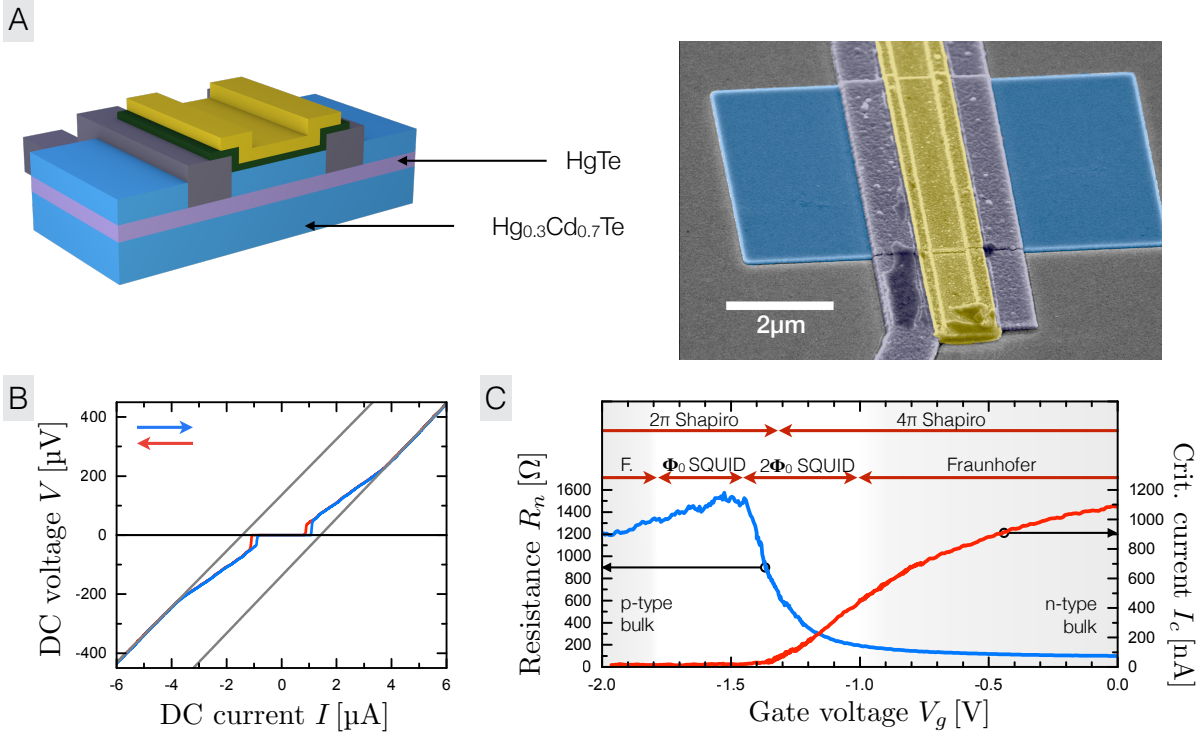 A
HgTe
Hg0.3Cd0.7Te
2µm
B
DC voltage V [µV]
400
200
0
-200
-400
-6
-4
-2
0
2
4
6
DC current I [µA]
C
2π Shapiro
4π Shapiro
F.
Φ0 SQUID
2Φ0 SQUID
Fraunhofer
Resistance Rn [Ω]
1600
1400
1200
1000
800
600
400
200
0
p-type
bulk
n-type
bulk
1200
1000
800
600
400
200
0
Crit. current Ic [nA]
-2.0
-1.5
-1.0
-0.5
0.0
Gate voltage Vg [V]